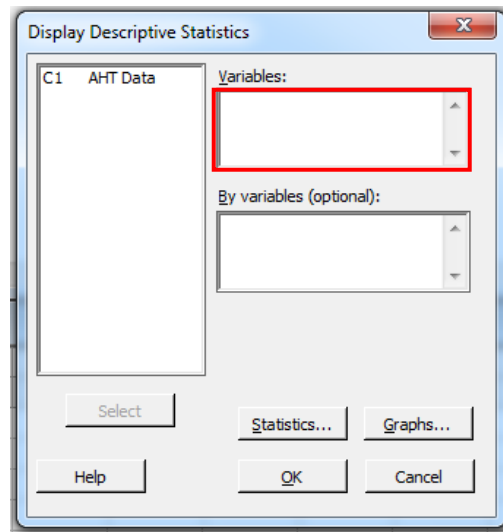 Display Descriptive Statistics
C1 AHT Data
Variables:
By variables (optional):
Select
Statistics...
Graphs...
Help
OK
Cancel